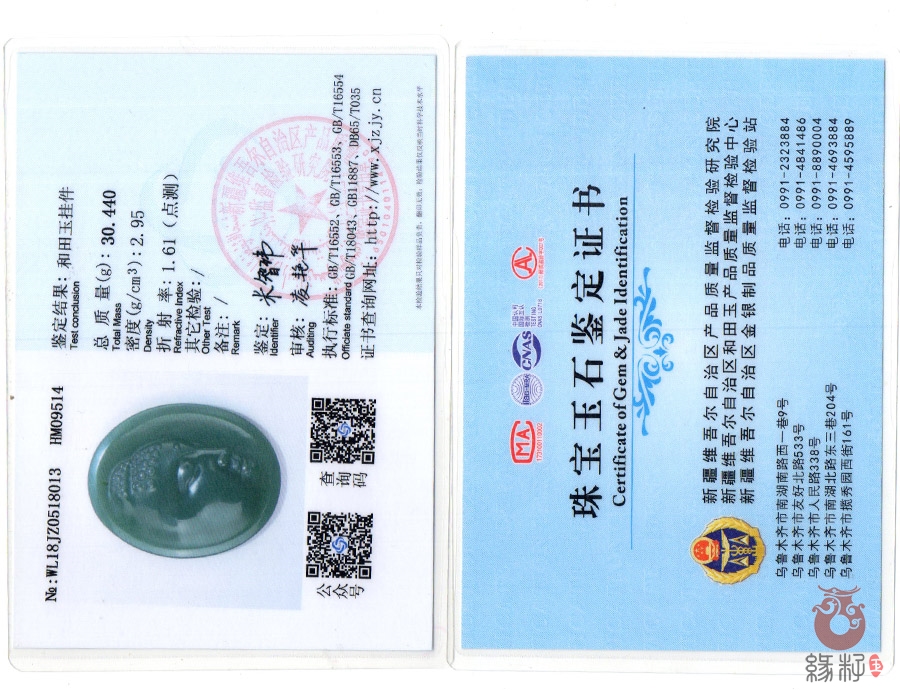 №:WL18JZ0518013 HM09514
鉴定结果:和田玉挂件
Test conclusion
总 质 量(g): 30.440
Total Mass
密度(g/cm³):2.95
Density
折 射 率:1.61(点测)
Refractive Index
其它检验:/
Other Test
备注:/
Remark
鉴定:
Identifier
审核:
Auditing
执行标准:GB/T16552、GB/T16553、GB/T16554
Officiate standard GB/T18043、GB11887、DB65/T035
证书查询网址:http://www.xjzjy.cn
公众号
查询码
MA
CNAS
珠宝玉石鉴定证书
Certificate of Gem & Jade Identification
新疆维吾尔自治区产品质量监督检验研究院
新疆维吾尔自治区和田玉产品质量监督检验中心
新疆维吾尔自治区金银制品质量监督检验站
乌鲁木齐市南湖南路西一巷9号 电话:0991-2323884
乌鲁木齐市友好北路533号 电话:0991-4841486
乌鲁木齐市人民路338号 电话:0991-8890004
乌鲁木齐市南湖北路东三巷204号 电话:0991-4693884
乌鲁木齐市揽秀园西街161号 电话:0991-4595889
緣籽
玉